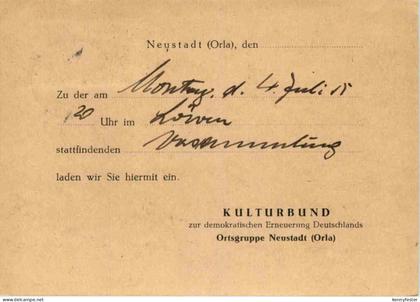 Neustadt (Orla), den
Zu der am Montag, d. 4. Juli
20 Uhr im Löwen
stattfindenden Versammlung
laden wir Sie hiermit ein.
KULTURBUND
zur demokratischen Erneuerung Deutschlands
Ortsgruppe Neustadt (Orla)